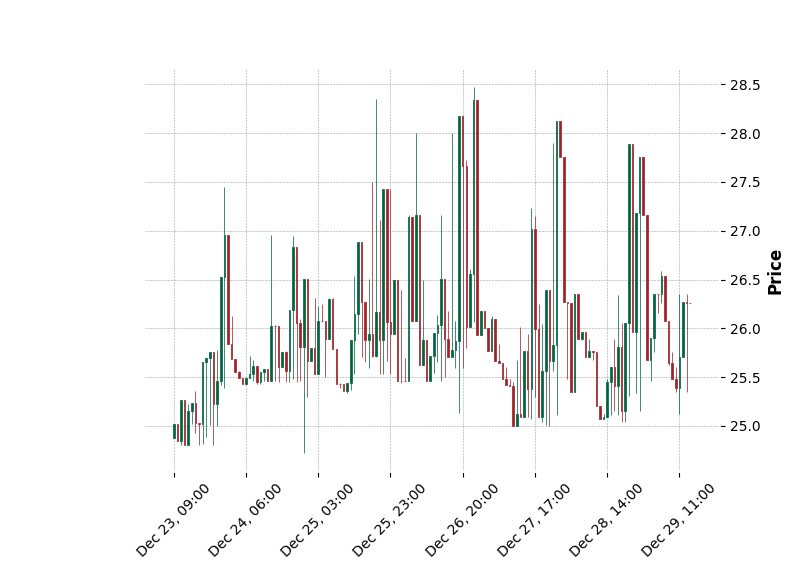 28.5
28.0
27.5
27.0
26.5
26.0
25.5
25.0
Price
Dec 23, 09:00
Dec 24, 06:00
Dec 25, 03:00
Dec 25, 23:00
Dec 26, 20:00
Dec 27, 17:00
Dec 28, 14:00
Dec 29, 11:00